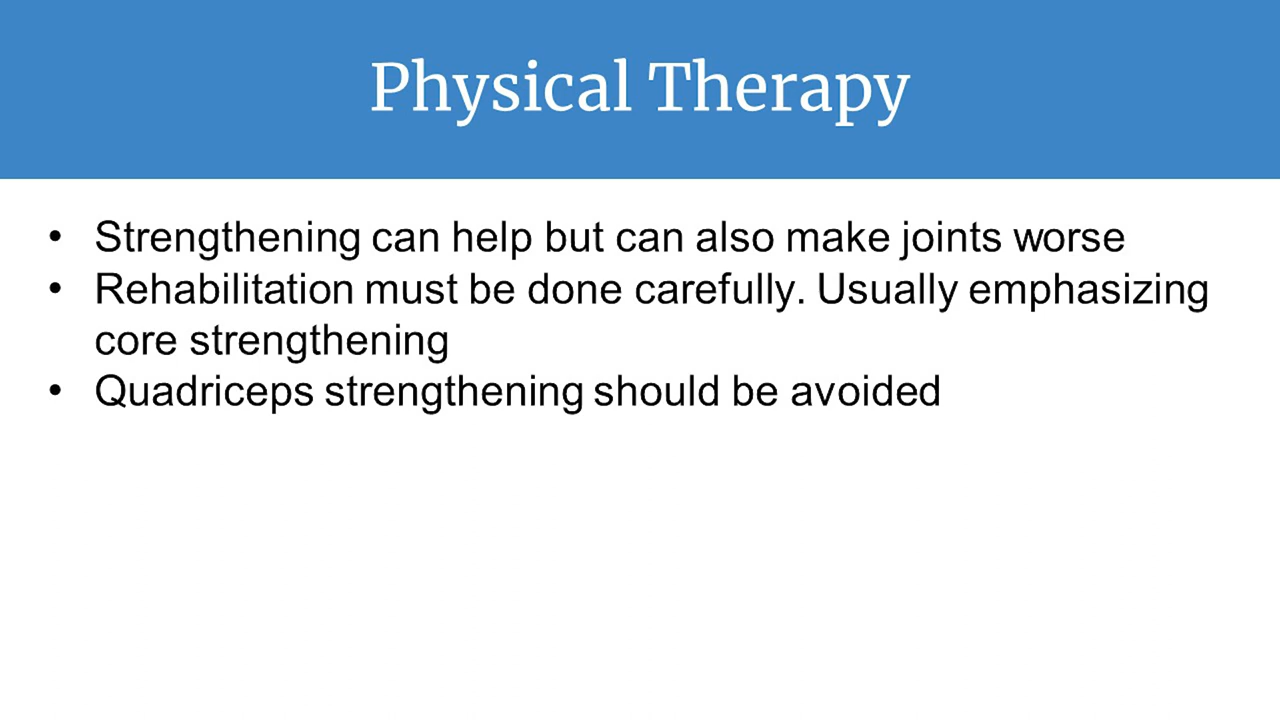 Physical Therapy
• Strengthening can help but can also make joints worse
• Rehabilitation must be done carefully. Usually emphasizing
core strengthening
• Quadriceps strengthening should be avoided